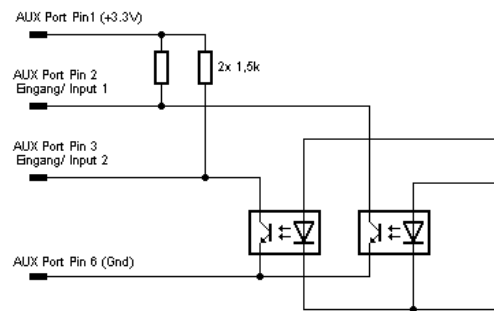 AUX Port Pin1 (+3.3V)
2x 1,5k
AUX Port Pin 2
Eingang/ Input 1
AUX Port Pin 3
Eingang/ Input 2
AUX Port Pin 6 (Gnd)